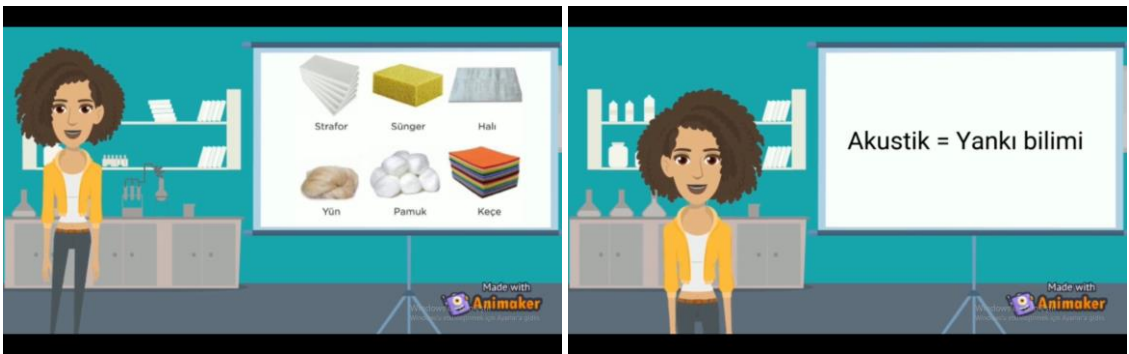 Strafor Sünger Halı
Yün Pamuk Keçe
Made with
Animaker
Akustik = Yankı bilimi
Made with
Animaker